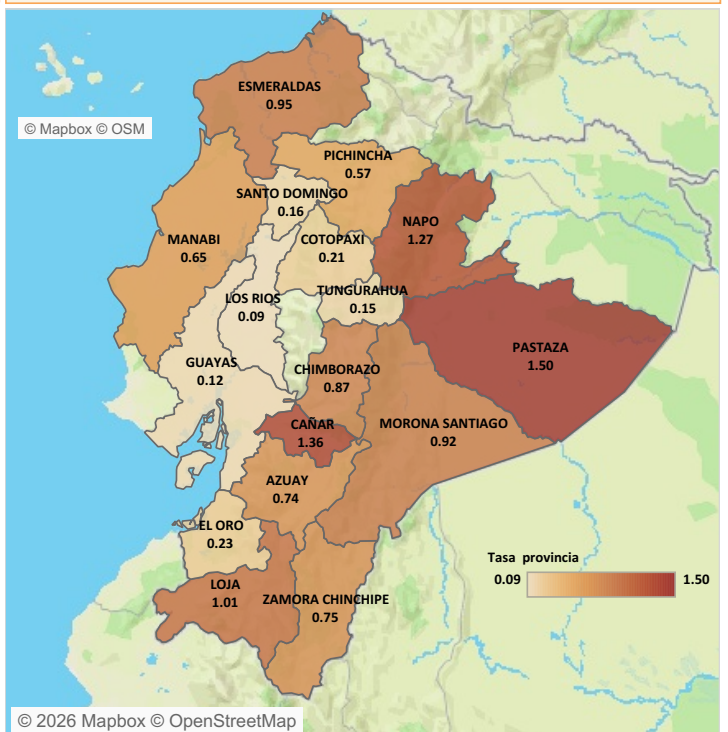 ESMERALDAS
0.95
© Mapbox © OSM
PICHINCHA
0.57
SANTO DOMINGO
0.16
NAPO
1.27
MANABI
0.65
COTOPAXI
0.21
TUNGURAHUA
0.15
LOS RIOS
0.09
PASTAZA
1.50
GUAYAS
0.12
CHIMBORAZO
0.87
CAÑAR
1.36
MORONA SANTIAGO
0.92
AZUAY
0.74
EL ORO
0.23
Tasa provincia
0.09 1.50
LOJA
1.01
ZAMORA CHINCHIPE
0.75
© 2026 Mapbox © OpenStreetMap